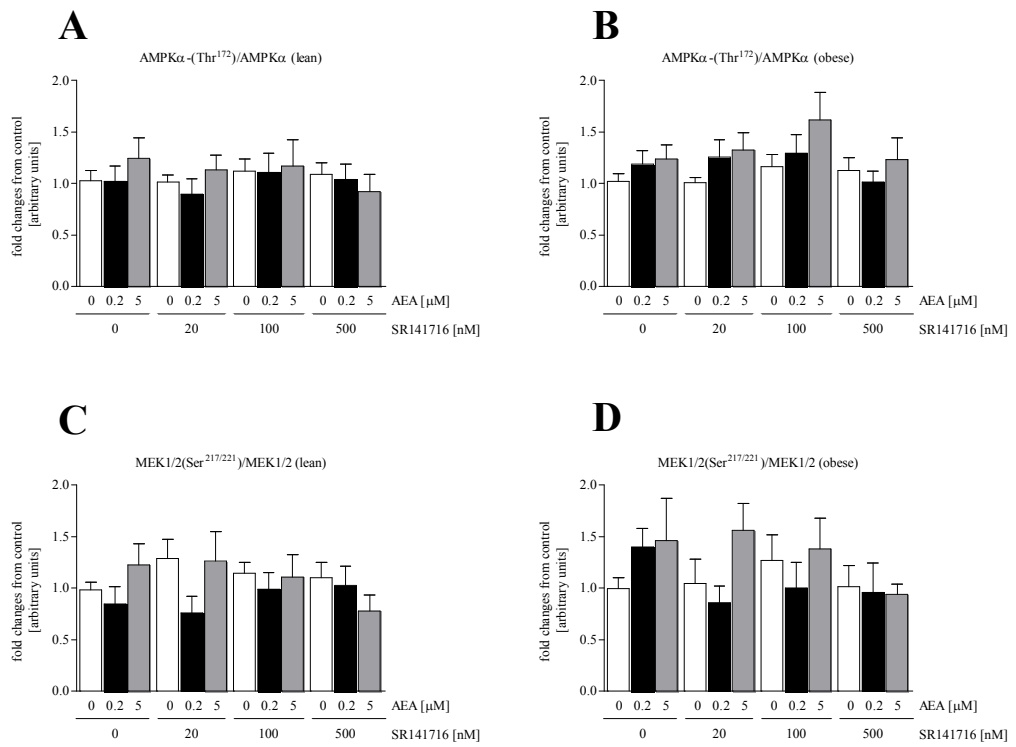 A
AMPKα-(Thr172)/AMPKα (lean)
fold changes from control
[arbitrary units]
2.0
1.5
1.0
0.5
0.0
0 0.2 5 0 0.2 5 0 0.2 5 0 0.2 5 AEA [μM]
0 20 100 500 SR141716 [nM]
B
AMPKα-(Thr172)/AMPKα (obese)
fold changes from control
[arbitrary units]
2.0
1.5
1.0
0.5
0.0
0 0.2 5 0 0.2 5 0 0.2 5 0 0.2 5 AEA [μM]
0 20 100 500 SR141716 [nM]
C
MEK1/2(Ser217/221)/MEK1/2 (lean)
fold changes from control
[arbitrary units]
2.0
1.5
1.0
0.5
0.0
0 0.2 5 0 0.2 5 0 0.2 5 0 0.2 5 AEA [μM]
0 20 100 500 SR141716 [nM]
D
MEK1/2(Ser217/221)/MEK1/2 (obese)
fold changes from control
[arbitrary units]
2.0
1.5
1.0
0.5
0.0
0 0.2 5 0 0.2 5 0 0.2 5 0 0.2 5 AEA [μM]
0 20 100 500 SR141716 [nM]